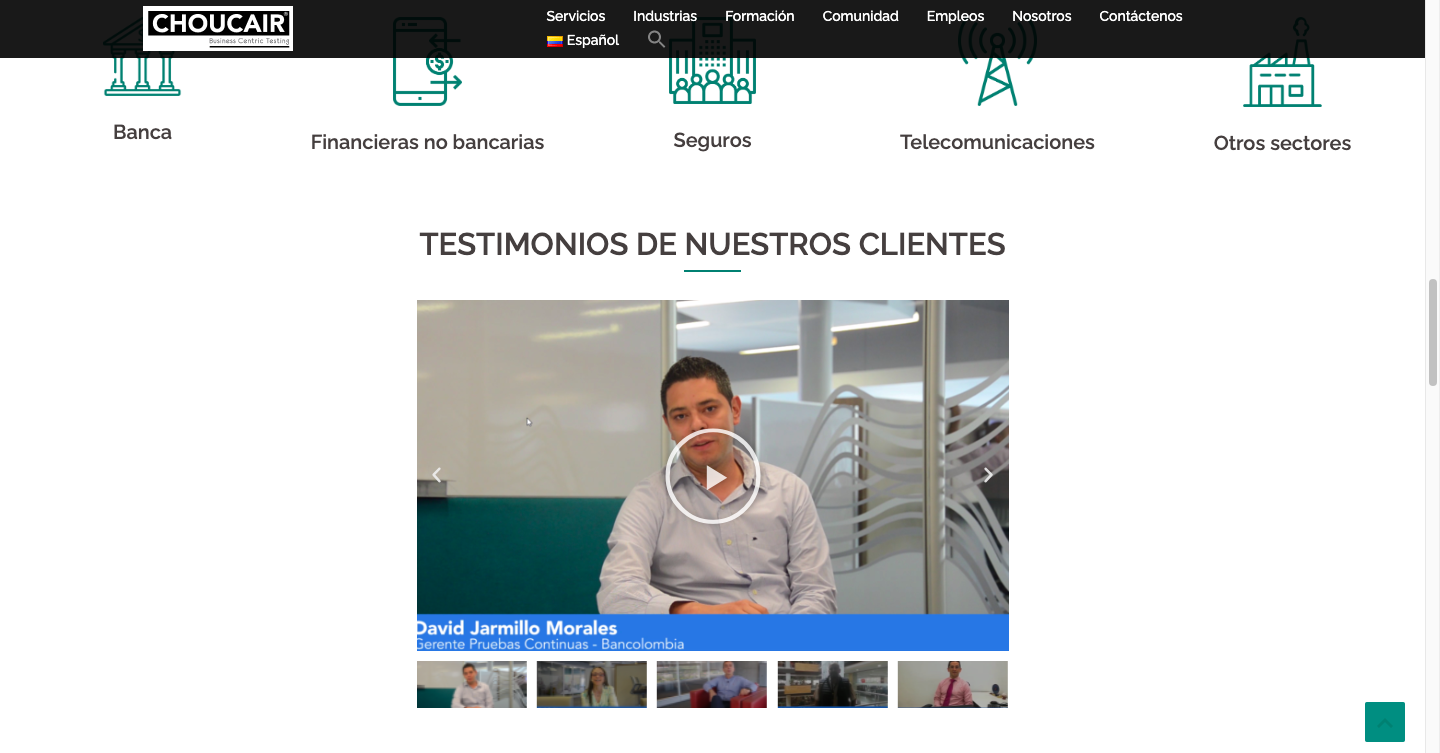 CHOUCAIR
Business Centric Testing
Servicios Industrias Formación Comunidad Empleos Nosotros Contáctenos
Español
Banca
Financieras no bancarias
Seguros
Telecomunicaciones
Otros sectores
TESTIMONIOS DE NUESTROS CLIENTES
David Jarmillo Morales
Gerente Pruebas Continuas - Bancolombia